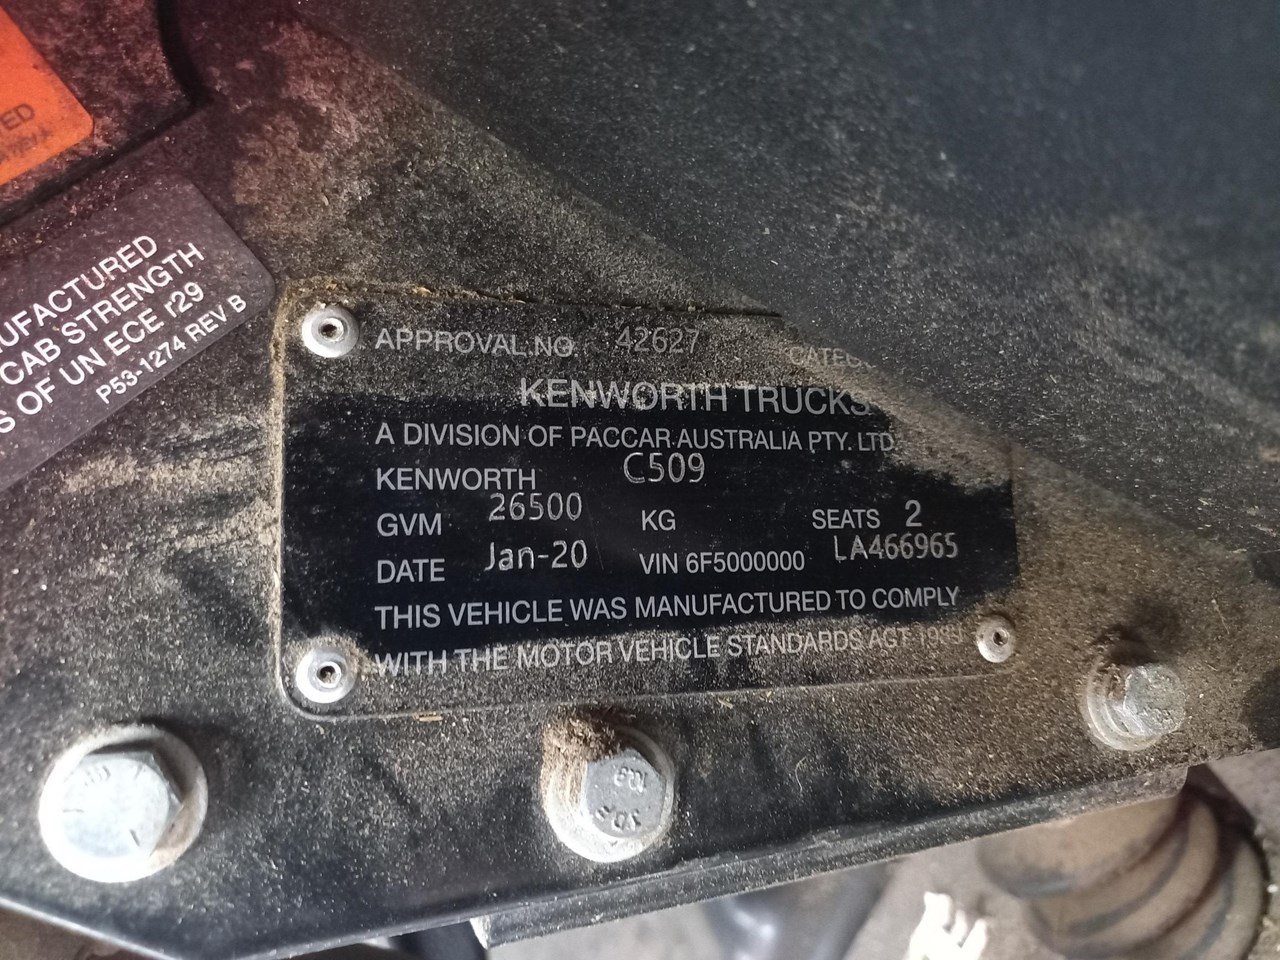 UFACTURED
CAB STRENGTH
S OF UN ECE r29
P53-1274 REV B
APPROVAL NO 42627
KENWORTH TRUCKS
A DIVISION OF PACCAR AUSTRALIA PTY. LTD
KENWORTH C509
GVM 26500 KG SEATS 2
DATE Jan-20 VIN 6F5000000 LA466965
THIS VEHICLE WAS MANUFACTURED TO COMPLY
WITH THE MOTOR VEHICLE STANDARDS ACT 1989
10.9